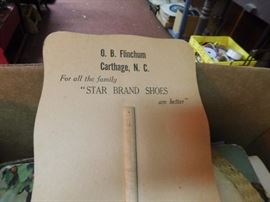 O. B. Flinchum
Carthage, N. C.
For all the family
"STAR BRAND SHOES
are better"